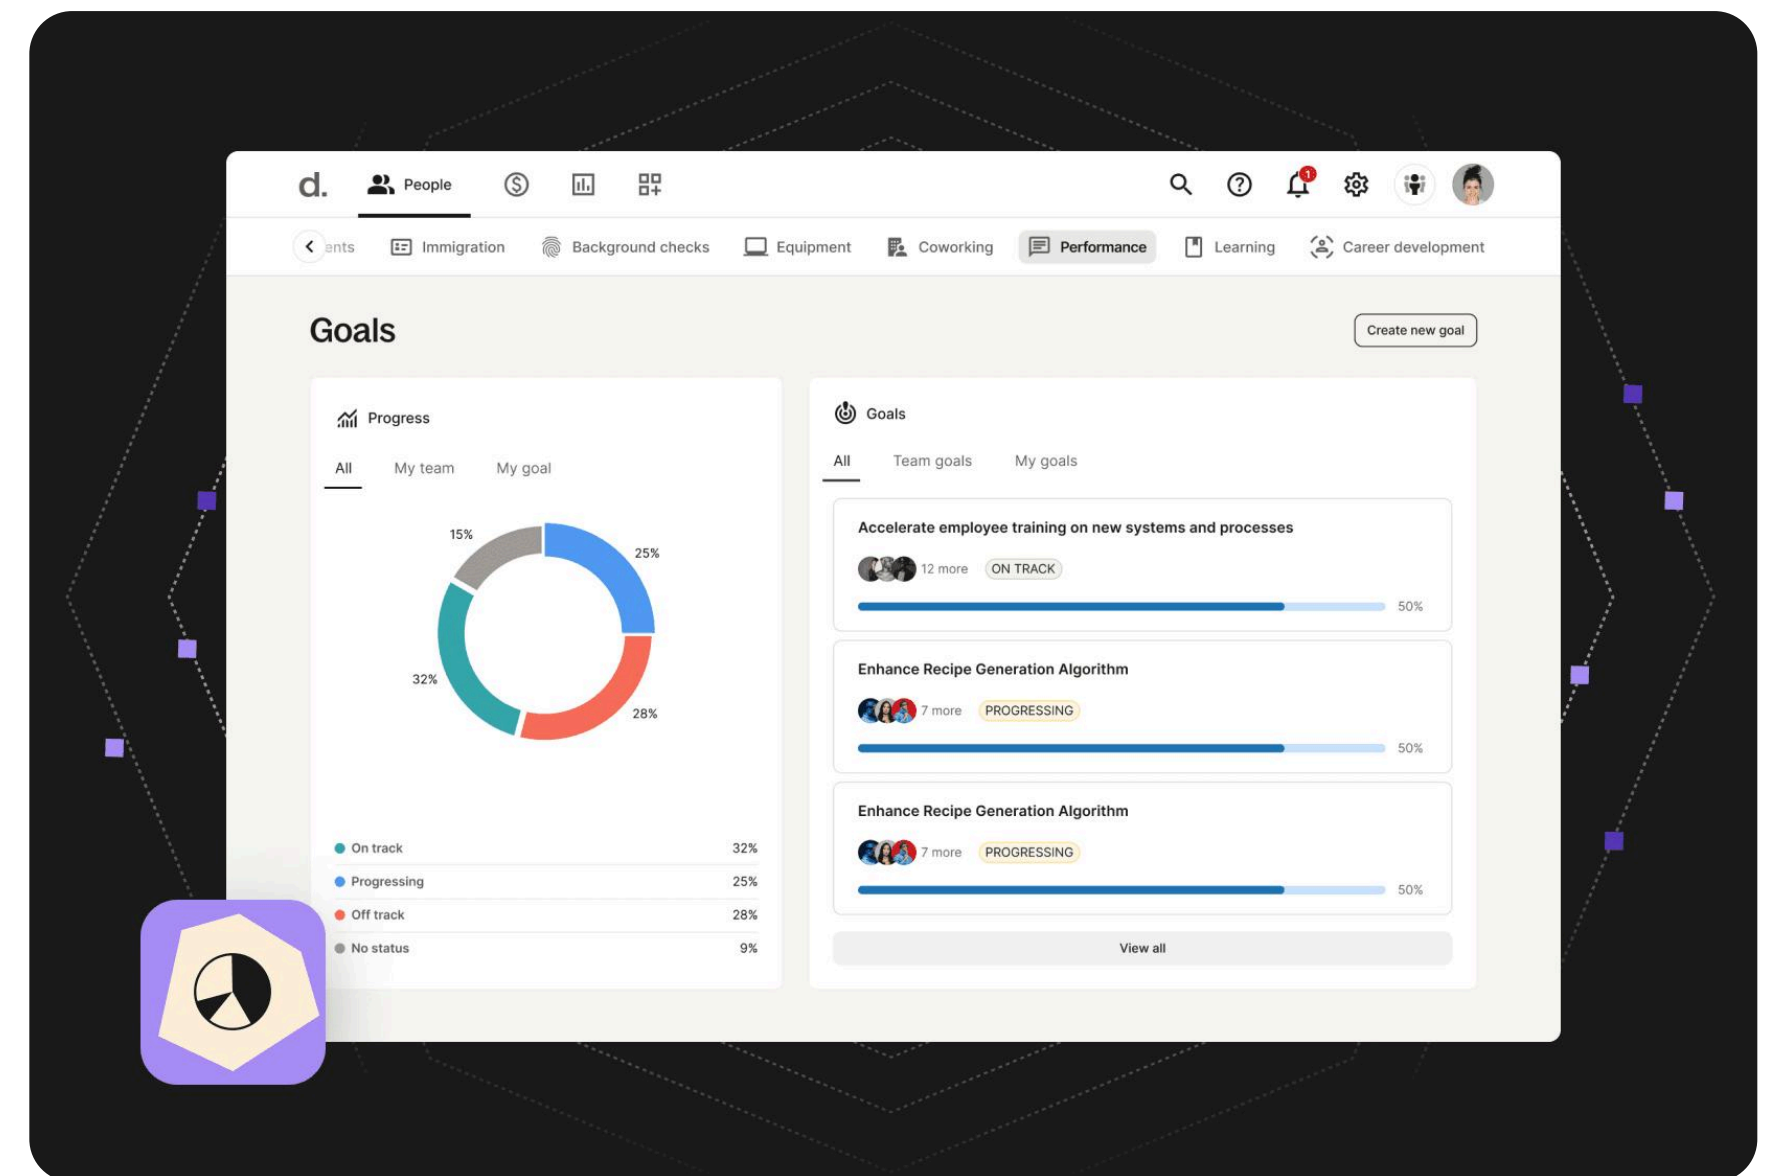 d. People 1
ents Immigration Background checks Equipment Coworking Performance Learning Career development
Goals
Create new goal
Progress
All My team My goal
15%
25%
32%
28%
On track 32%
Progressing 25%
Off track 28%
No status 9%
Goals
All Team goals My goals
Accelerate employee training on new systems and processes
12 more ON TRACK
50%
Enhance Recipe Generation Algorithm
7 more PROGRESSING
50%
Enhance Recipe Generation Algorithm
7 more PROGRESSING
50%
View all